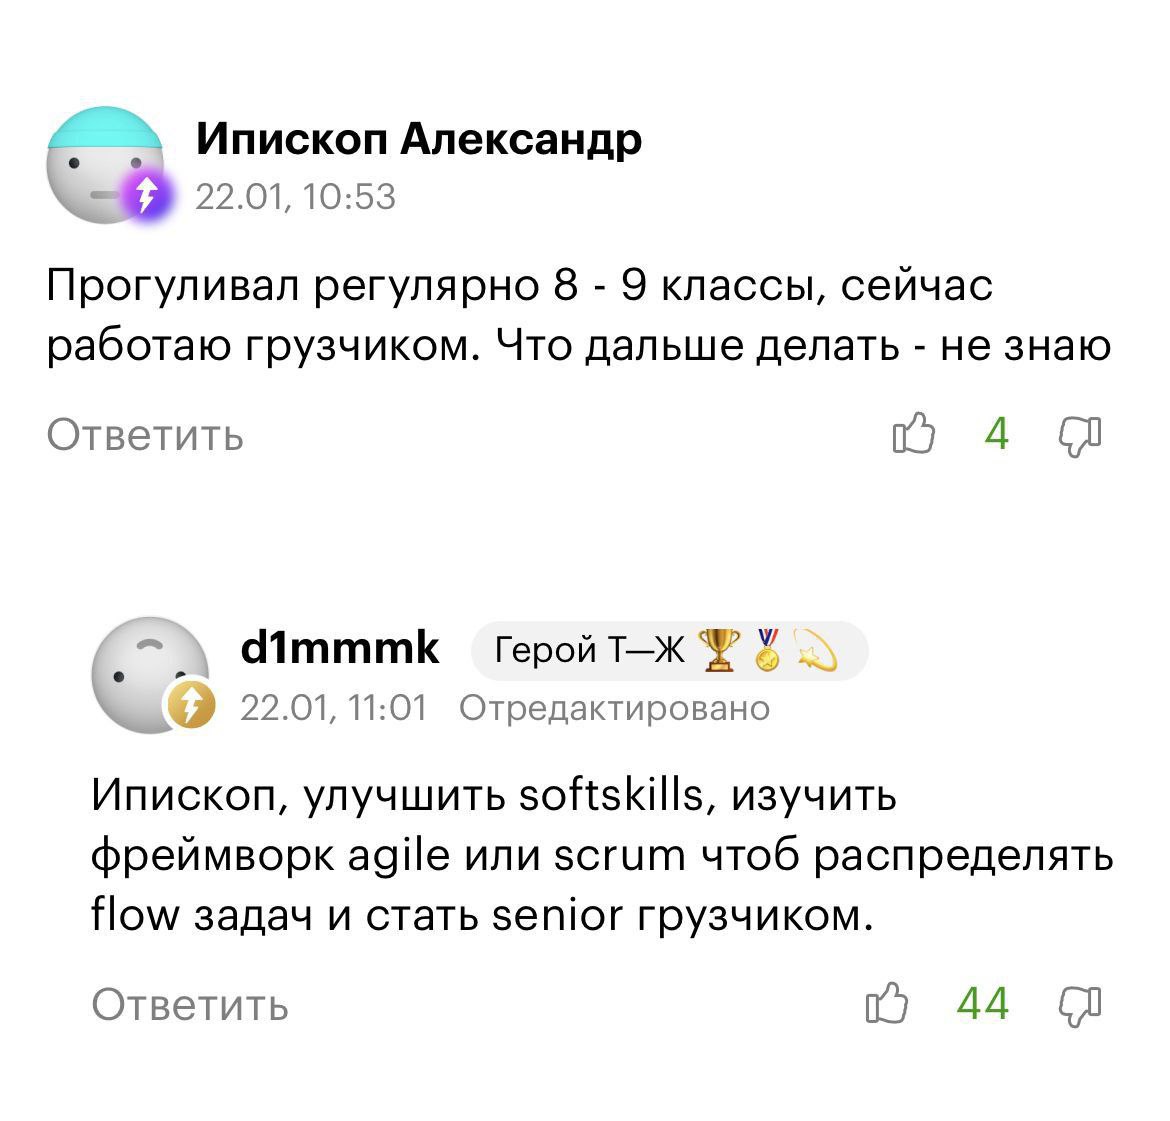 Ипископ Александр
22.01, 10:53
Прогуливал регулярно 8 - 9 классы, сейчас
работаю грузчиком. Что дальше делать - не знаю
Ответить 4
d1mmmk Герой Т—Ж 🏆🏅💫
22.01, 11:01 Отредактировано
Ипископ, улучшить softskills, изучить
фреймворк agile или scrum чтоб распределять
flow задач и стать senior грузчиком.
Ответить 44